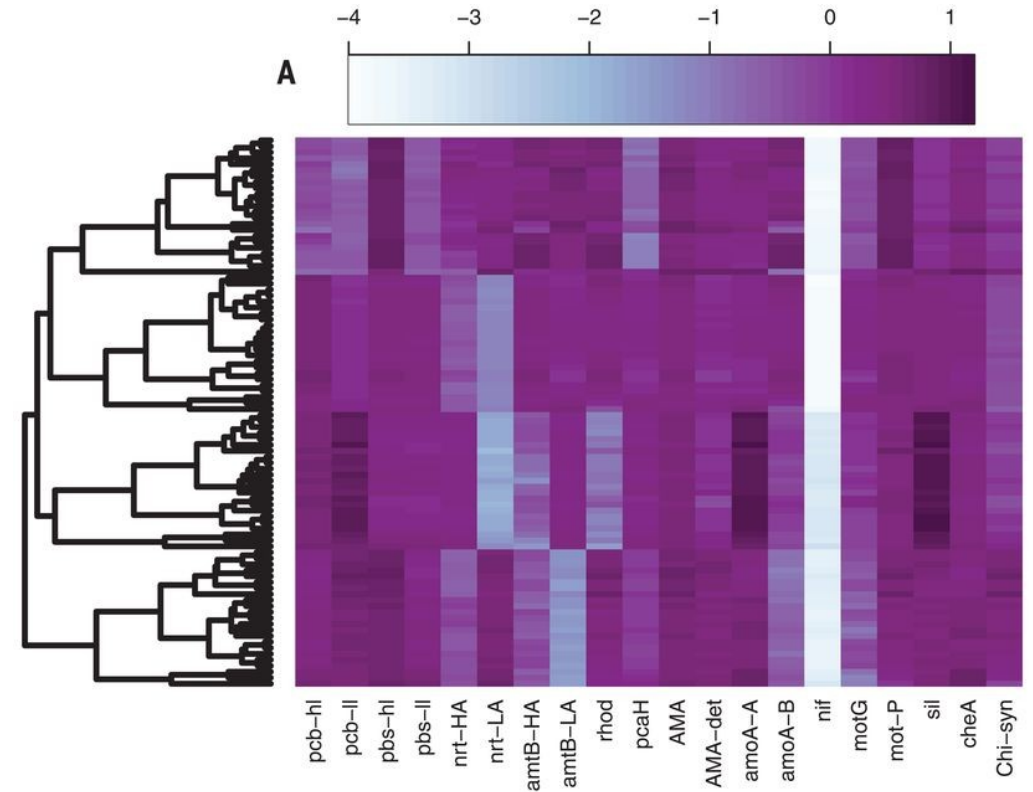 −4 −3 −2 −1 0 1
A
pcb−hl
pcb−ll
pbs−hl
pbs−ll
nrt−HA
nrt−LA
amtB−HA
amtB−LA
rhod
pcaH
AMA
AMA−det
amoA−A
amoA−B
nif
motG
mot−P
sil
cheA
Chi−syn